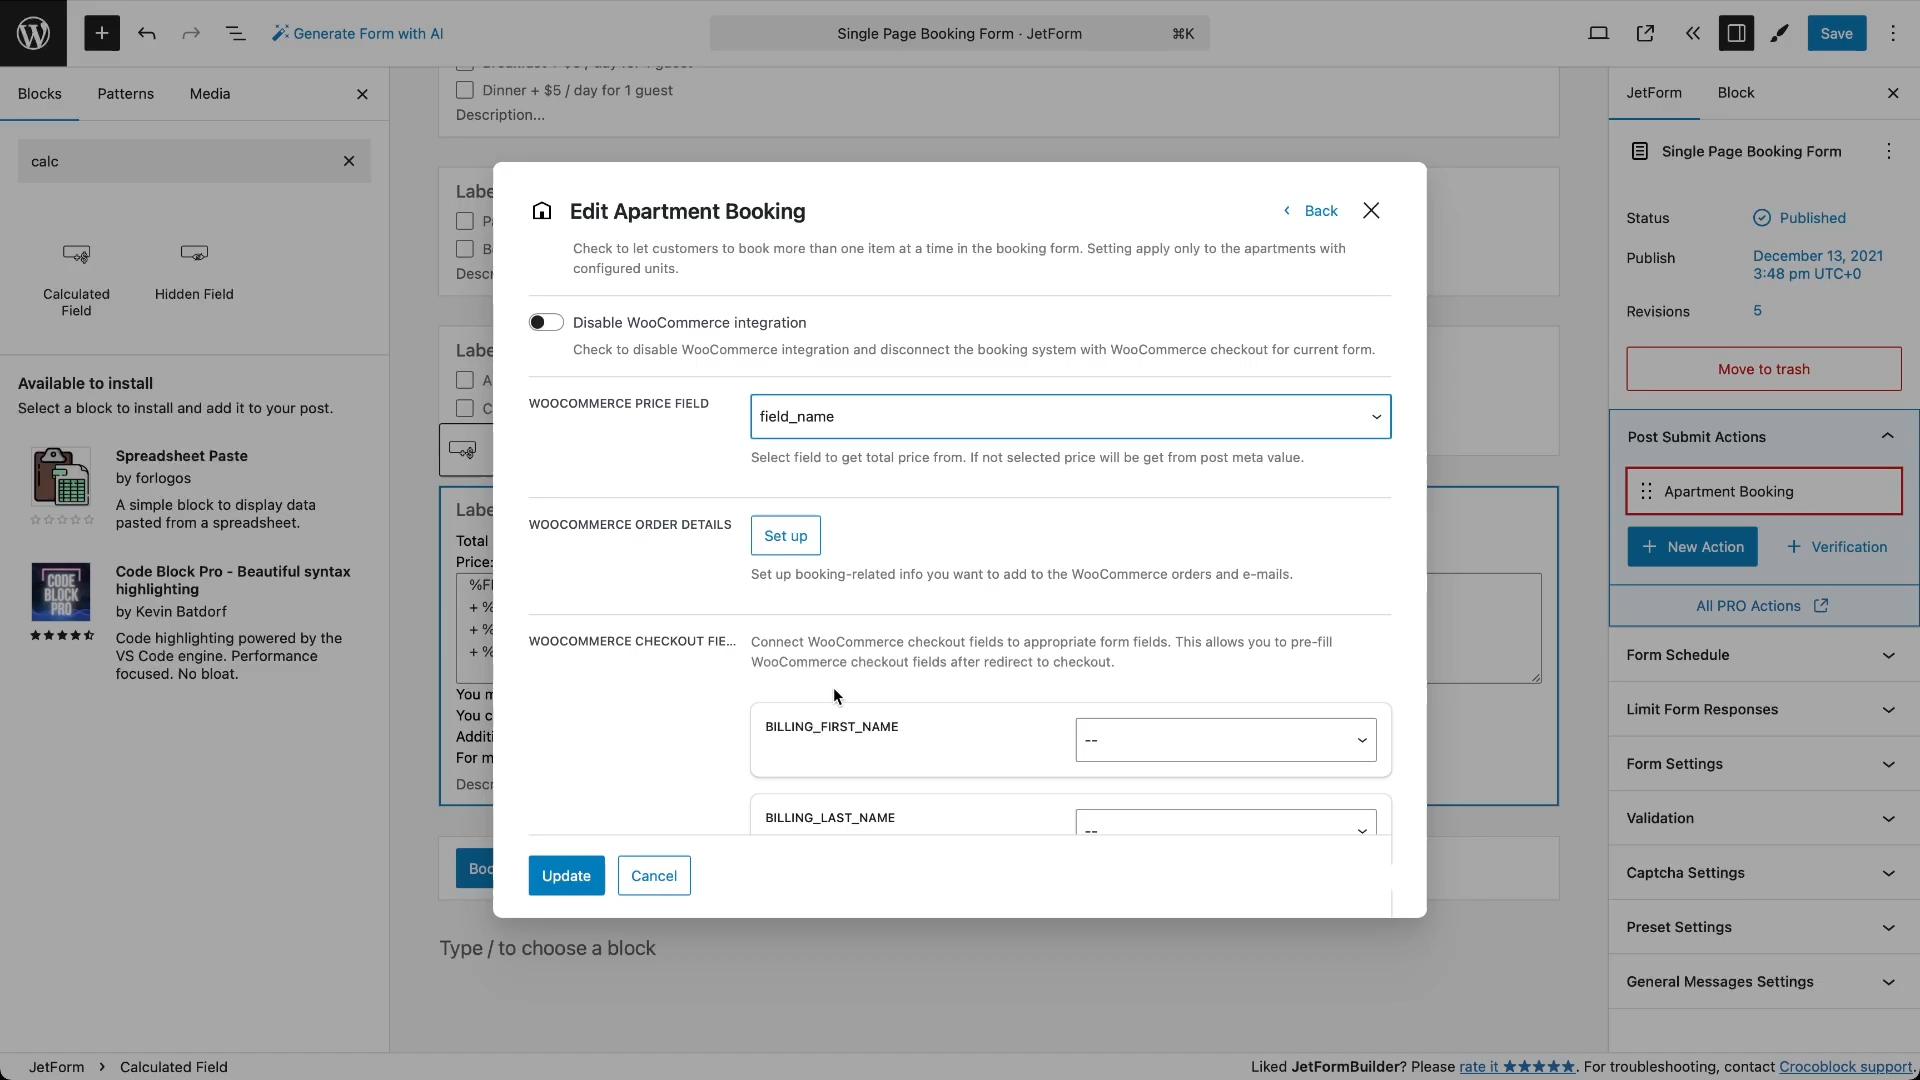 Generate Form with AI
Single Page Booking Form · JetForm ⌘K
Save
Blocks Patterns Media
calc
Calculated Field
Hidden Field
Available to install
Select a block to install and add it to your post.
Spreadsheet Paste
by forlogos
A simple block to display data
pasted from a spreadsheet.
Code Block Pro - Beautiful syntax
highlighting
by Kevin Batdorf
Code highlighting powered by the
VS Code engine. Performance
focused. No bloat.
Dinner + $5 / day for 1 guest
Description...
Total
Price:
Type / to choose a block
Edit Apartment Booking
Back
Check to let customers to book more than one item at a time in the booking form. Setting apply only to the apartments with
configured units.
Disable WooCommerce integration
Check to disable WooCommerce integration and disconnect the booking system with WooCommerce checkout for current form.
WOOCOMMERCE PRICE FIELD
field_name
Select field to get total price from. If not selected price will be get from post meta value.
WOOCOMMERCE ORDER DETAILS
Set up
Set up booking-related info you want to add to the WooCommerce orders and e-mails.
WOOCOMMERCE CHECKOUT FIE...
Connect WooCommerce checkout fields to appropriate form fields. This allows you to pre-fill
WooCommerce checkout fields after redirect to checkout.
BILLING_FIRST_NAME
--
BILLING_LAST_NAME
--
Update
Cancel
JetForm Block
Single Page Booking Form
Status Published
Publish December 13, 2021
3:48 pm UTC+0
Revisions 5
Move to trash
Post Submit Actions
Apartment Booking
+ New Action
+ Verification
All PRO Actions
Form Schedule
Limit Form Responses
Form Settings
Validation
Captcha Settings
Preset Settings
General Messages Settings
JetForm > Calculated Field
Liked JetFormBuilder? Please rate it ★★★★★. For troubleshooting, contact Crocoblock support.